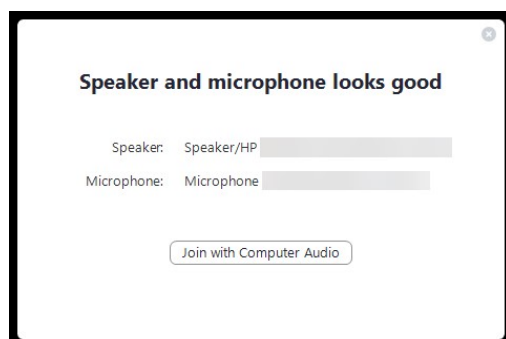 Speaker and microphone looks good
Speaker: Speaker/HP
Microphone: Microphone
Join with Computer Audio